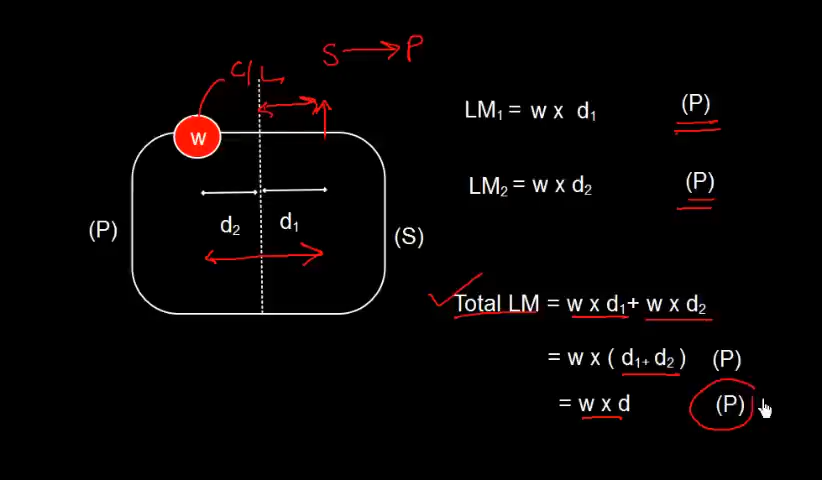 S → P
C/L
w
d₂ d₁
(P)
(S)
LM₁ = w x d₁ (P)
LM₂ = w x d₂ (P)
Total LM = w x d₁+ w x d₂
= w x ( d₁₊ d₂ ) (P)
= w x d (P)